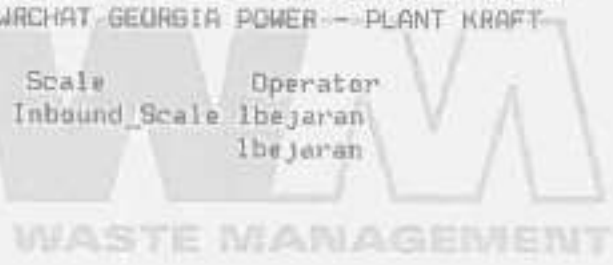 WRCHAT GEORGIA POWER - PLANT KRAFT
Scale Operator
Inbound_Scale lbejaran
lbejaran
WASTE MANAGEMENT